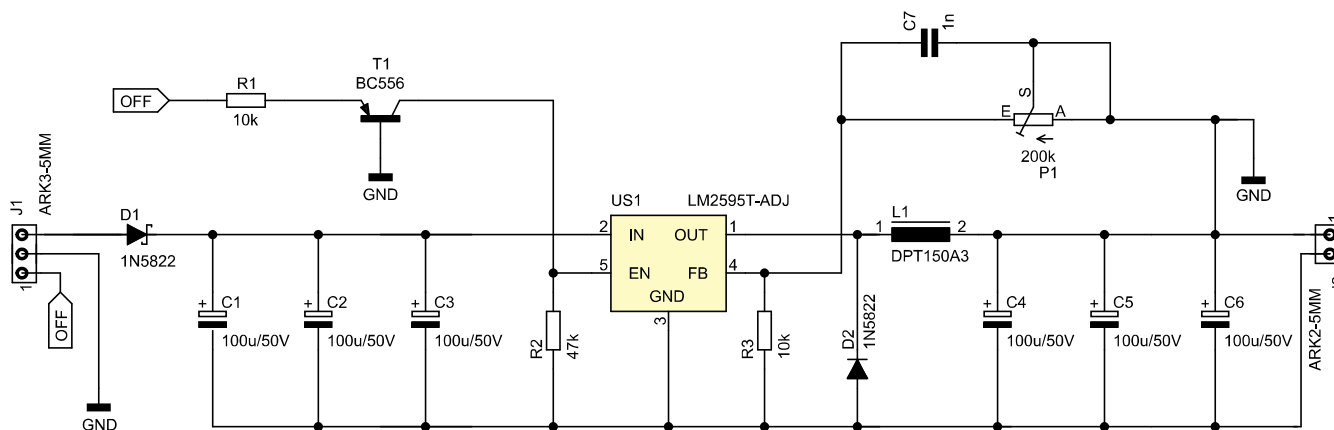 C7
1n
T1
BC556
R1
OFF
10k
S
E
A
200k
P1
GND
GND
J1
ARK3-5MM
US1
LM2595T-ADJ
D1
1N5822
2
IN
OUT
1
5
EN
FB
4
GND
3
1
L1
2
DPT150A3
1
1
OFF
GND
+
C1
100u/50V
+
C2
100u/50V
+
C3
100u/50V
R2
47k
R3
10k
D2
1N5822
+
C4
100u/50V
+
C5
100u/50V
+
C6
100u/50V
ARK2-5MM